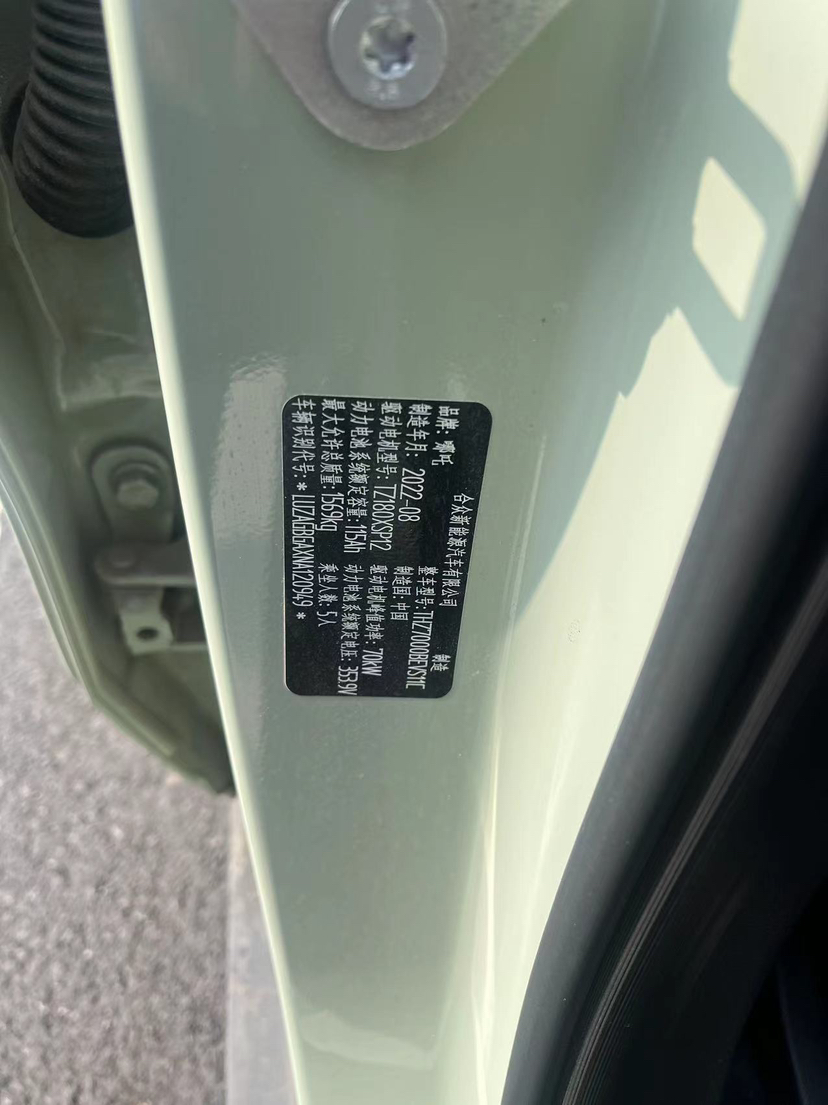 合众新能源汽车有限公司 制造
品牌:哪吒 整车型号:THZ7000BEVS11C
制造年月:2022-08 制造国:中国
驱动电机型号:TZ180XSPY2 驱动电机峰值功率:70kW
动力电池系统额定容量:115Ah 动力电池系统额定电压:353.9V
最大允许总质量:1569kg 乘坐人数:5人
车辆识别代号:*LUZAGBGAXNA120949*